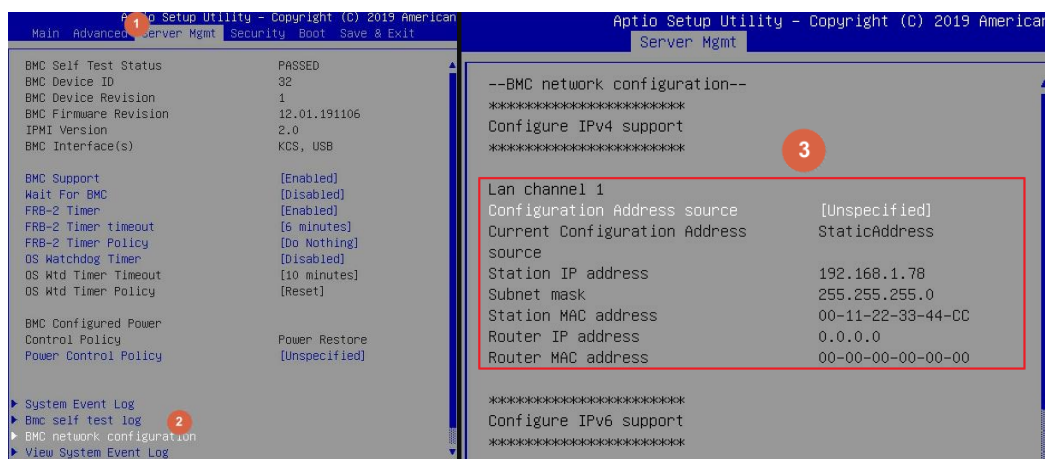 Aptio Setup Utility – Copyright (C) 2019 American
1
Main Advanced Server Mgmt Security Boot Save & Exit
BMC Self Test Status PASSED
BMC Device ID 32
BMC Device Revision 1
BMC Firmware Revision 12.01.191106
IPMI Version 2.0
BMC Interface(s) KCS, USB
BMC Support [Enabled]
Wait For BMC [Disabled]
FRB-2 Timer [Enabled]
FRB-2 Timer timeout [6 minutes]
FRB-2 Timer Policy [Do Nothing]
OS Watchdog Timer [Disabled]
OS Wtd Timer Timeout [10 minutes]
OS Wtd Timer Policy [Reset]
BMC Configured Power
Control Policy Power Restore
Power Control Policy [Unspecified]
System Event Log
Bmc self test log
2
BMC network configuration
View System Event Log
Aptio Setup Utility – Copyright (C) 2019 American
Server Mgmt
--BMC network configuration--
***********************
Configure IPv4 support
***********************
3
Lan channel 1
Configuration Address source [Unspecified]
Current Configuration Address StaticAddress
source
Station IP address 192.168.1.78
Subnet mask 255.255.255.0
Station MAC address 00-11-22-33-44-CC
Router IP address 0.0.0.0
Router MAC address 00-00-00-00-00-00
***********************
Configure IPv6 support
***********************